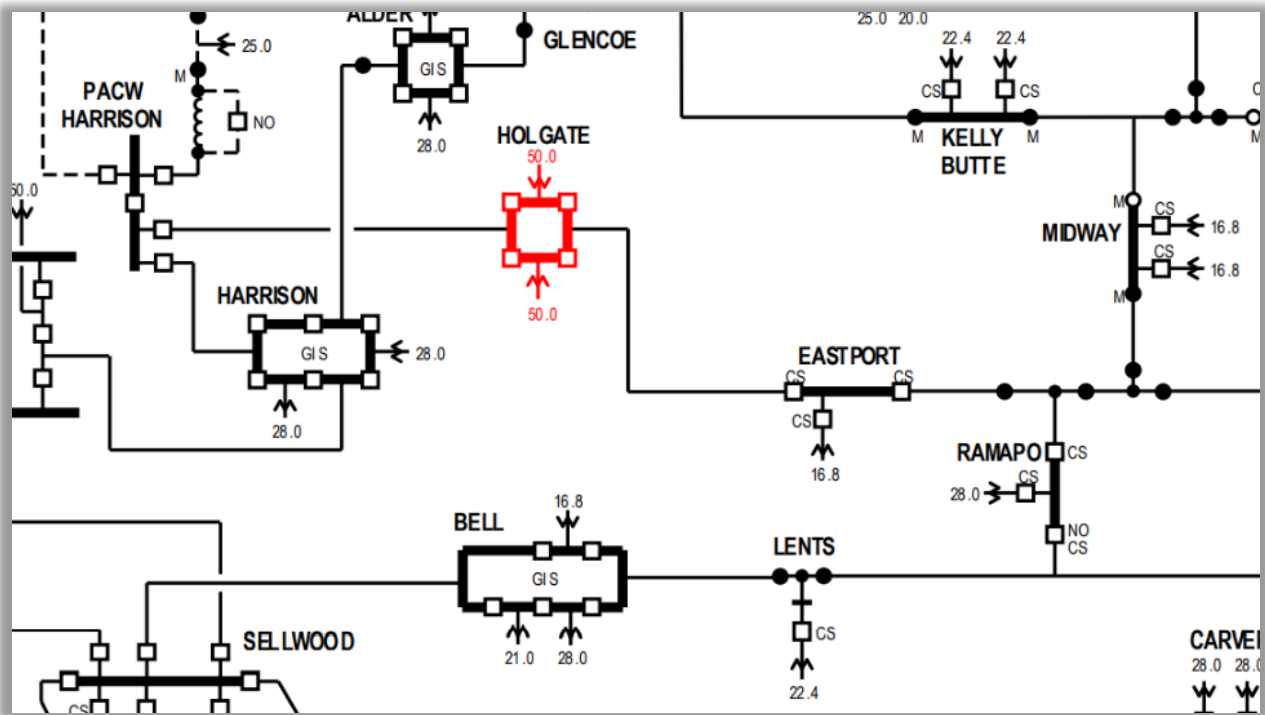 ALDER
25.0 20.0
25.0
GLENCOE
22.4 22.4
M
GIS
PACW
HARRISON
CS
CS
NO
HOLGATE
M
KELLY
BUTTE
M
M
28.0
50.0
50.0
M
CS
16.8
MIDWAY
CS
16.8
HARRISON
M
50.0
GIS
28.0
EASTPORT
CS
CS
28.0
CS
16.8
RAMAPO
CS
CS
28.0
16.8
BELL
NO
CS
LENTS
GIS
CS
SELLWOOD
21.0
28.0
22.4
CARVE
28.0
28.0
CS